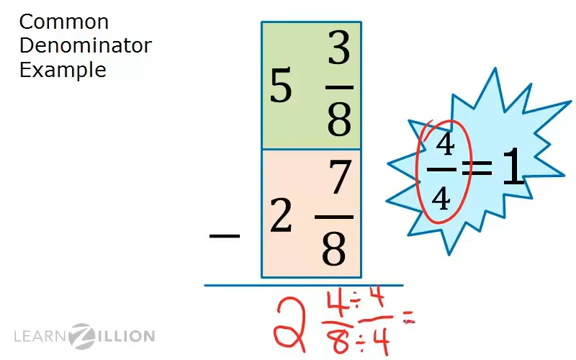 Common
Denominator
Example
5 3/8
4/4 = 1
- 2 7/8
2 4/8 ÷ 4/4 =
LEARNZILLION